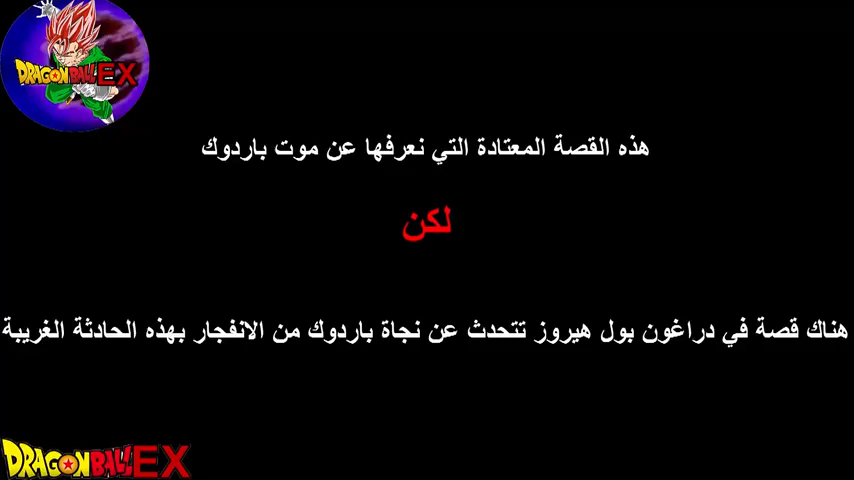 DRAGON BALL EX
هذه القصة المعتادة التي نعرفها عن موت باردوك
لكن
هناك قصة في دراغون بول هيروز تتحدث عن نجاة باردوك من الانفجار بهذه الحادثة الغريبة
DRAGON BALL EX